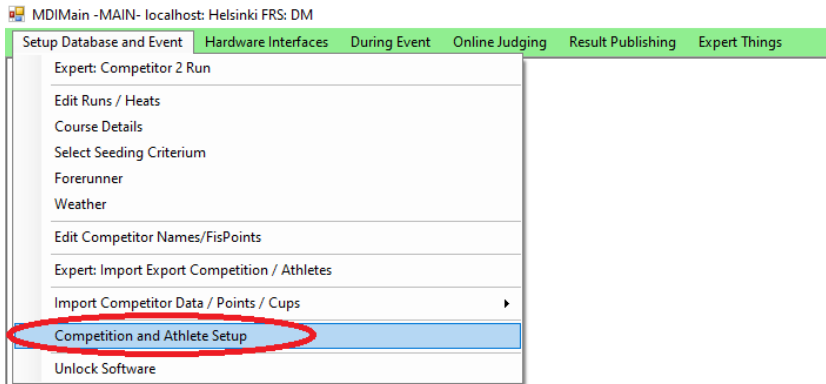 MDIMain -MAIN- localhost: Helsinki FRS: DM
Setup Database and Event Hardware Interfaces During Event Online Judging Result Publishing Expert Things
Expert: Competitor 2 Run
Edit Runs / Heats
Course Details
Select Seeding Criterium
Forerunner
Weather
Edit Competitor Names/FisPoints
Expert: Import Export Competition / Athletes
Import Competitor Data / Points / Cups
Competition and Athlete Setup
Unlock Software